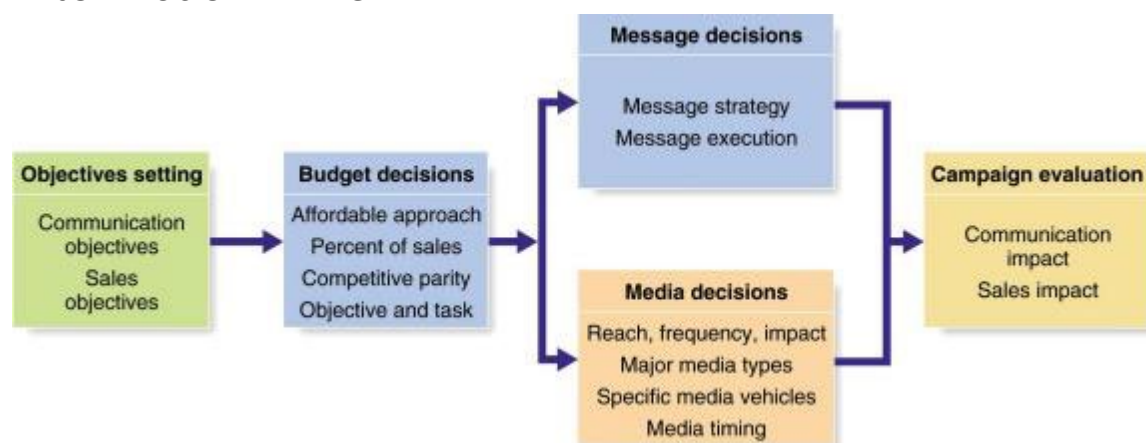 Objectives setting
Communication
objectives
Sales
objectives
Budget decisions
Affordable approach
Percent of sales
Competitive parity
Objective and task
Message decisions
Message strategy
Message execution
Media decisions
Reach, frequency, impact
Major media types
Specific media vehicles
Media timing
Campaign evaluation
Communication
impact
Sales impact